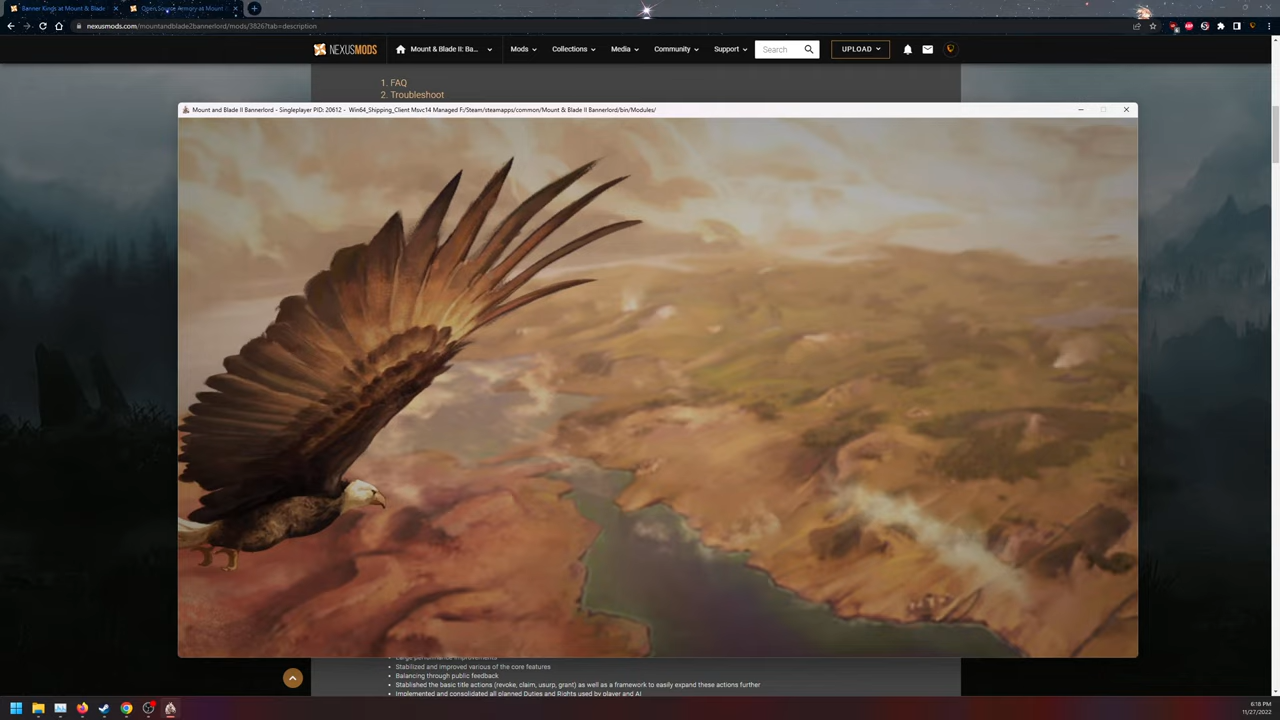 Banner Kings at Mount & Blade
Open Source Armory at Mount
nexusmods.com/mountandblade2bannerlord/mods/3826?tab=description
NEXUSMODS
Mount & Blade II: Ba...
Mods
Collections
Media
Community
Support
Search
UPLOAD
1. FAQ
2. Troubleshoot
Mount and Blade II Bannerlord - Singleplayer PID: 20612 - Win64_Shipping_Client Msvc14 Managed F:/Steam/steamapps/common/Mount & Blade II Bannerlord/bin/Modules/
Large performance improvements
Stabilized and improved various of the core features
Balancing through public feedback
Stablished the basic title actions (revoke, claim, usurp, grant) as well as a framework to easily expand these actions further
Implemented and consolidated all planned Duties and Rights used by player and AI
6:18 PM
11/27/2022